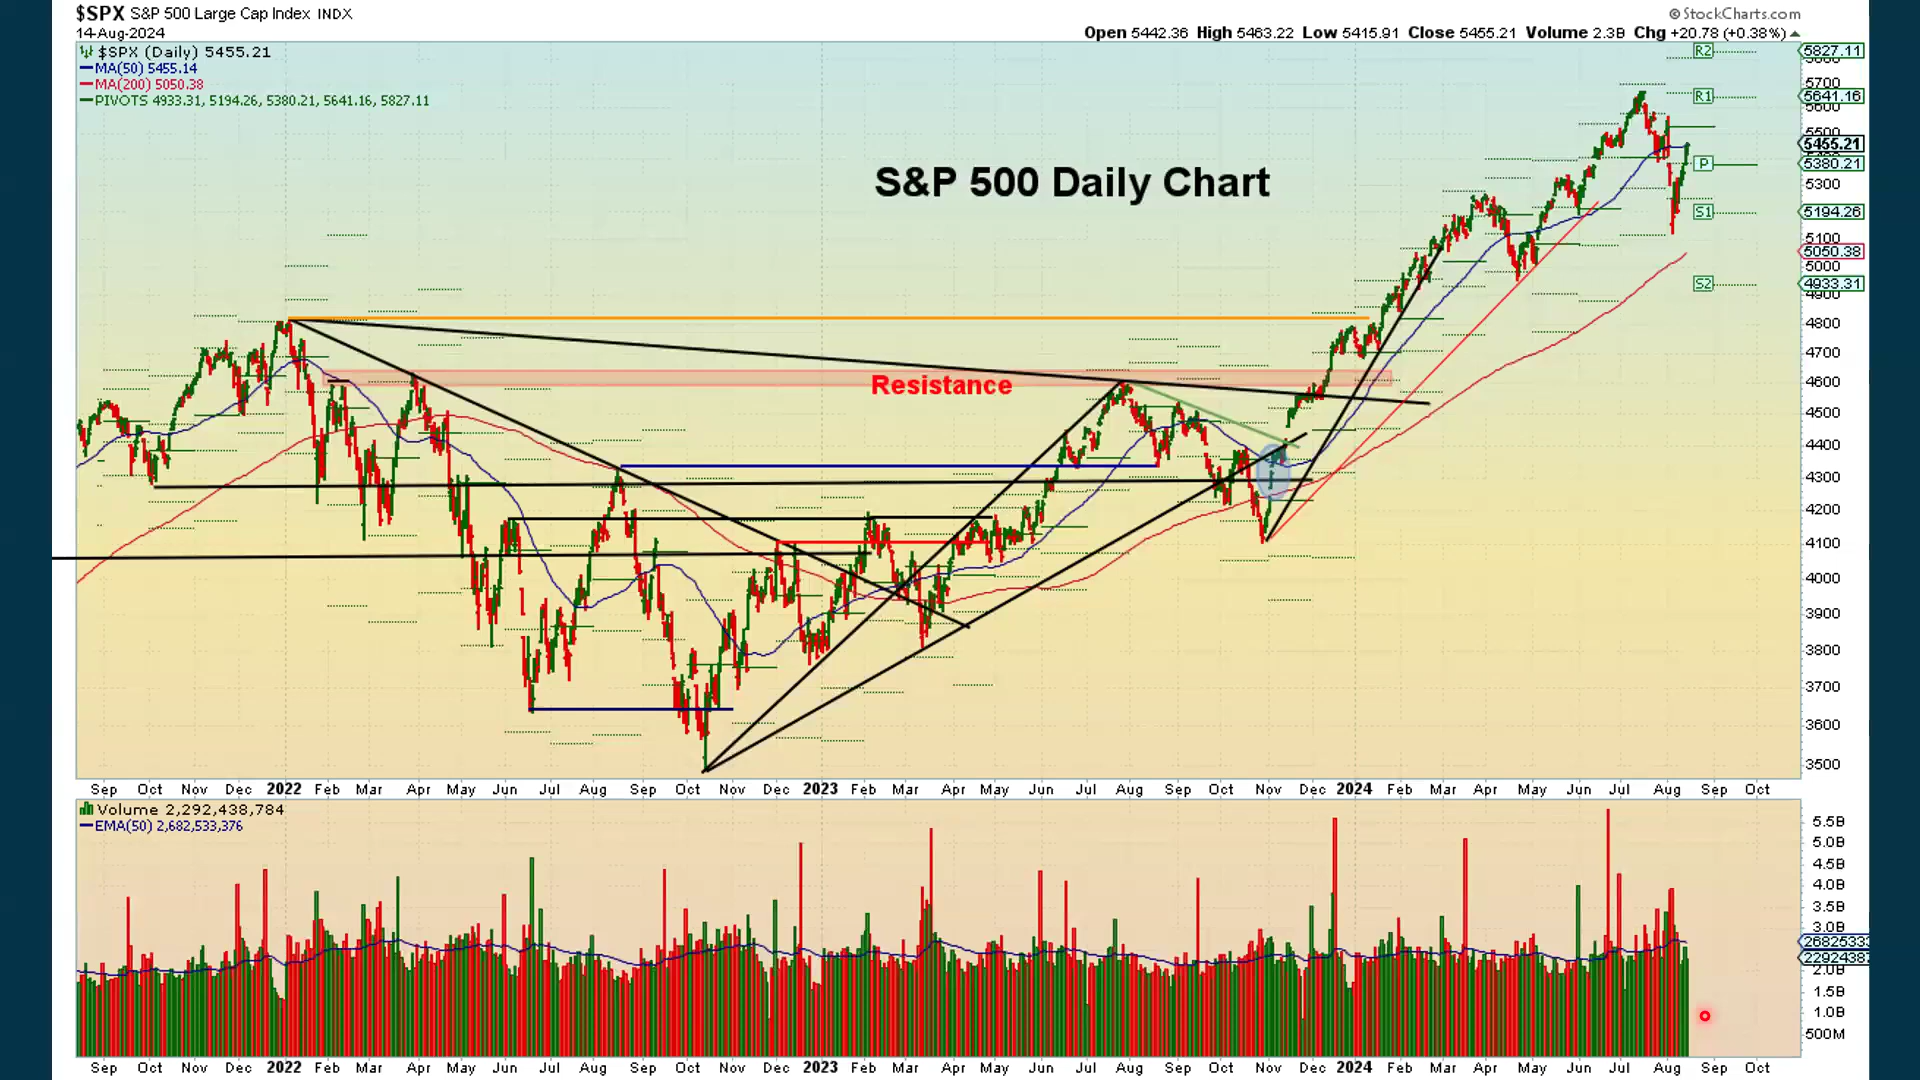 $SPX S&P 500 Large Cap Index INDX
© StockCharts.com
14-Aug-2024
Open 5442.36 High 5463.22 Low 5415.91 Close 5455.21 Volume 2.3B Chg +20.78 (+0.38%)
$SPX (Daily) 5455.21
MA(50) 5455.14
MA(200) 5050.38
PIVOTS 4933.31, 5194.26, 5380.21, 5641.16, 5827.11
S&P 500 Daily Chart
Resistance
R2
R1
P
S1
S2
5827.11
5700
5641.16
5600
5500
5455.21
5380.21
5300
5194.26
5100
5050.38
5000
4933.31
4900
4800
4700
4600
4500
4400
4300
4200
4100
4000
3900
3800
3700
3600
3500
Sep Oct Nov Dec 2022 Feb Mar Apr May Jun Jul Aug Sep Oct Nov Dec 2023 Feb Mar Apr May Jun Jul Aug Sep Oct Nov Dec 2024 Feb Mar Apr May Jun Jul Aug Sep Oct
Volume 2,292,438,784
EMA(50) 2,682,533,376
5.5B
5.0B
4.5B
4.0B
3.5B
3.0B
2.0B
1.5B
1.0B
500M
Sep Oct Nov Dec 2022 Feb Mar Apr May Jun Jul Aug Sep Oct Nov Dec 2023 Feb Mar Apr May Jun Jul Aug Sep Oct Nov Dec 2024 Feb Mar Apr May Jun Jul Aug Sep Oct